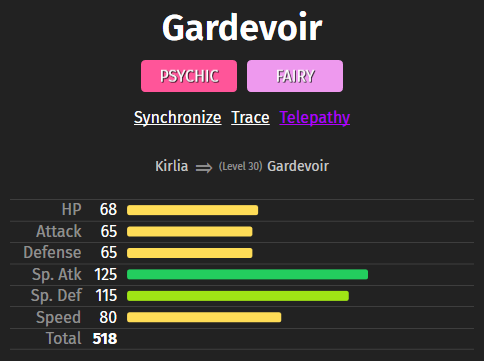 Gardevoir
PSYCHIC FAIRY
Synchronize Trace Telepathy
Kirlia ⇒ (Level 30) Gardevoir
HP 68
Attack 65
Defense 65
Sp. Atk 125
Sp. Def 115
Speed 80
Total 518